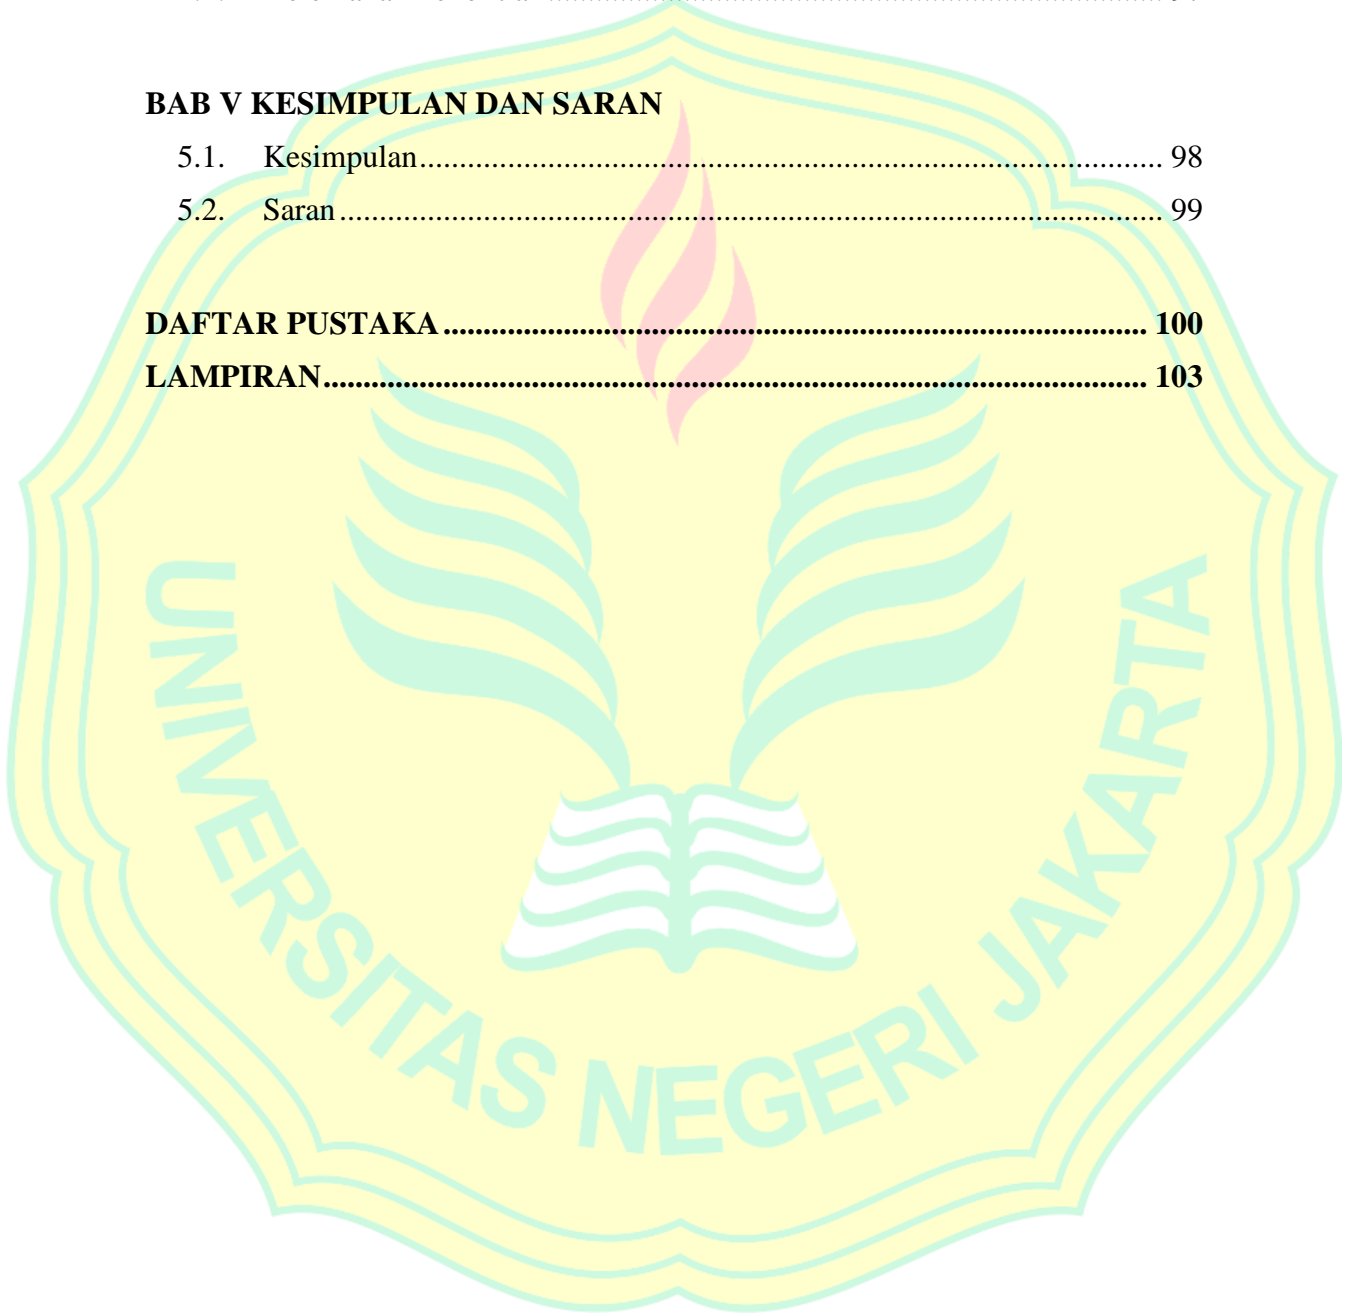 BAB V KESIMPULAN DAN SARAN
5.1. Kesimpulan............................................................................................. 98
5.2. Saran....................................................................................................... 99
DAFTAR PUSTAKA........................................................................................ 100
LAMPIRAN....................................................................................................... 103
UNIVERSITAS NEGERI JAKARTA